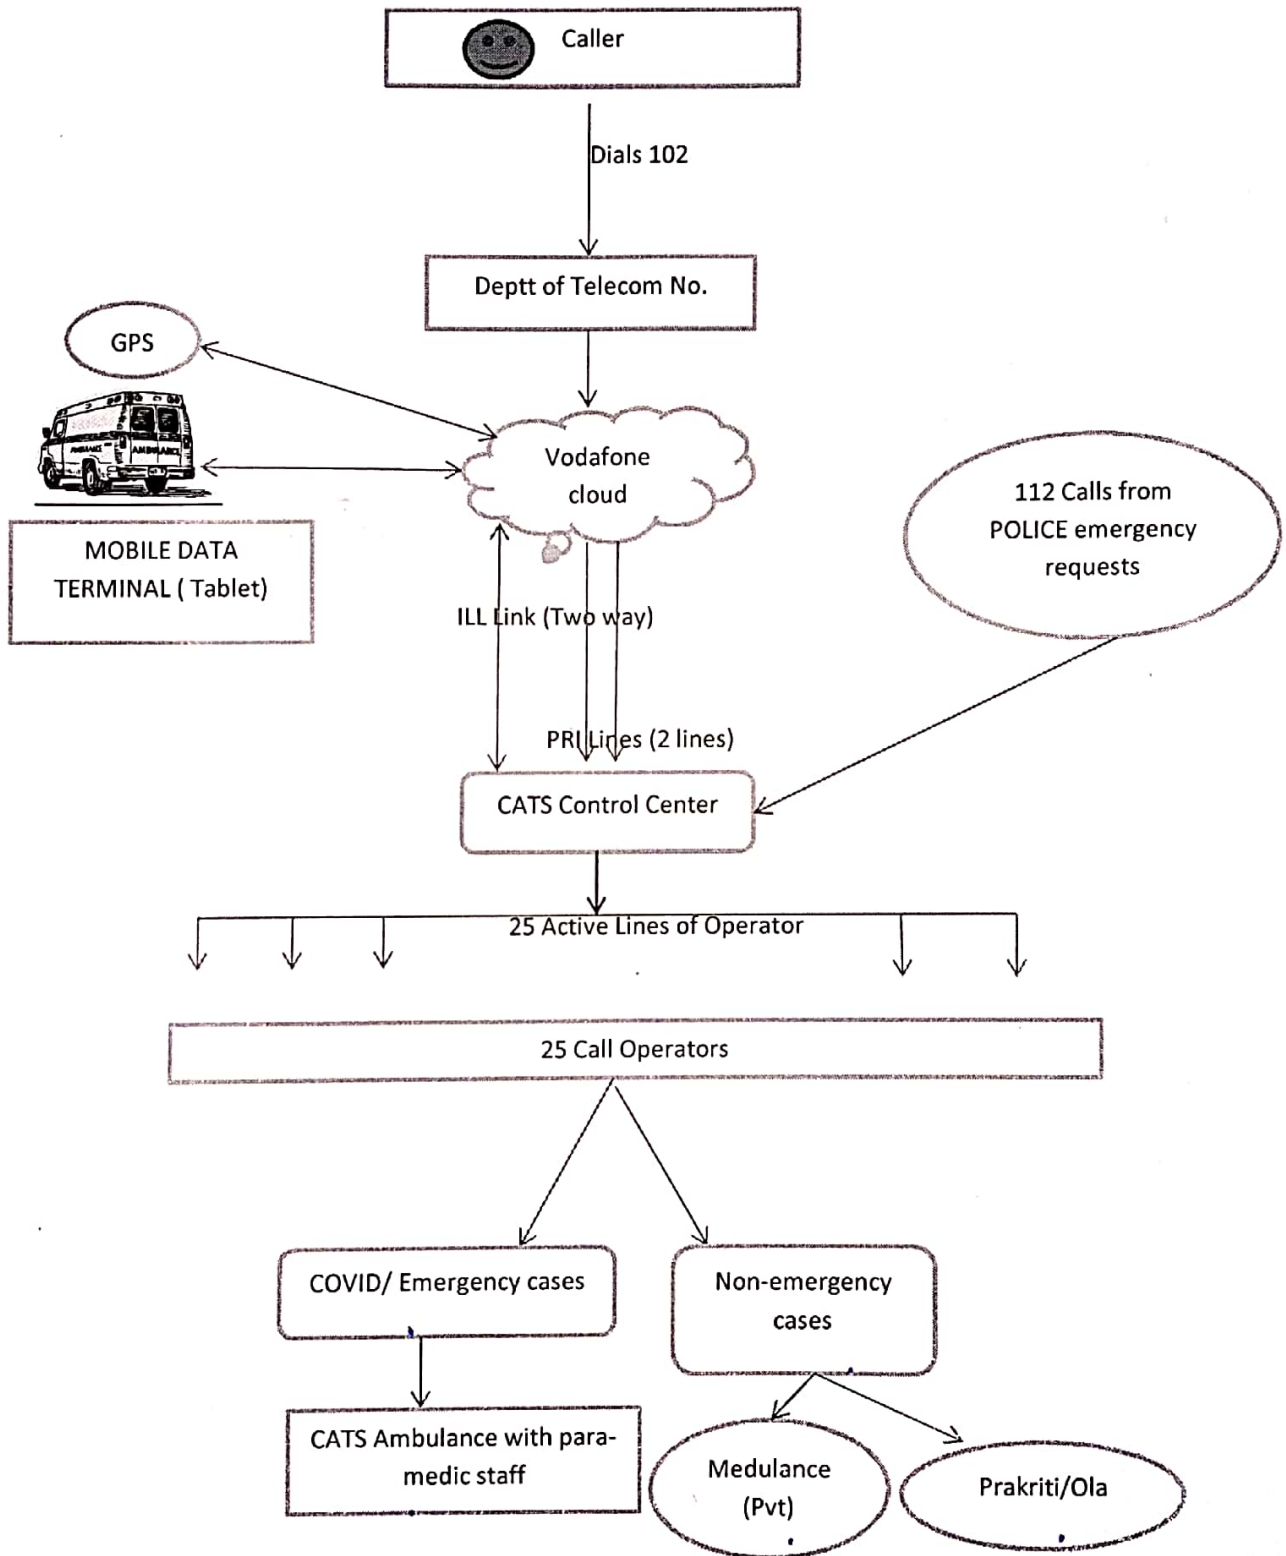 Caller
Dials 102
Deptt of Telecom No.
GPS
Vodafone
cloud
AMBULANCE
AMBULANCE
MOBILE DATA
TERMINAL ( Tablet)
112 Calls from
POLICE emergency
requests
ILL Link (Two way)
PRI Lines (2 lines)
CATS Control Center
25 Active Lines of Operator
25 Call Operators
COVID/ Emergency cases
Non-emergency
cases
CATS Ambulance with para-
medic staff
Medulance
(Pvt)
Prakriti/Ola